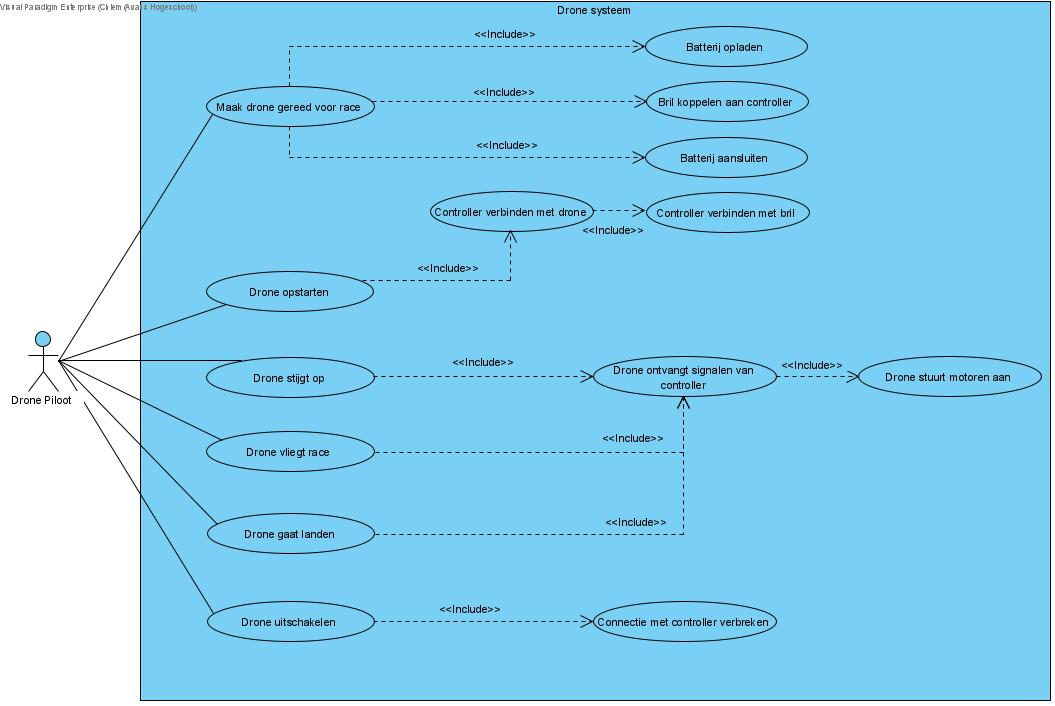 Visual Paradigm Enterprise
Drone systeem
<<Include>>
Batterij opladen
Maak drone gereed voor race
<<Include>>
Bril koppelen aan controller
<<Include>>
Batterij aansluiten
Controller verbinden met drone
Controller verbinden met bril
<<Include>>
<<Include>>
Drone opstarten
Drone Piloot
<<Include>>
Drone stijgt op
Drone ontvangt signalen van
controller
<<Include>>
Drone stuurt motoren aan
<<Include>>
Drone vliegt race
<<Include>>
Drone gaat landen
<<Include>>
Drone uitschakelen
Connectie met controller verbreken